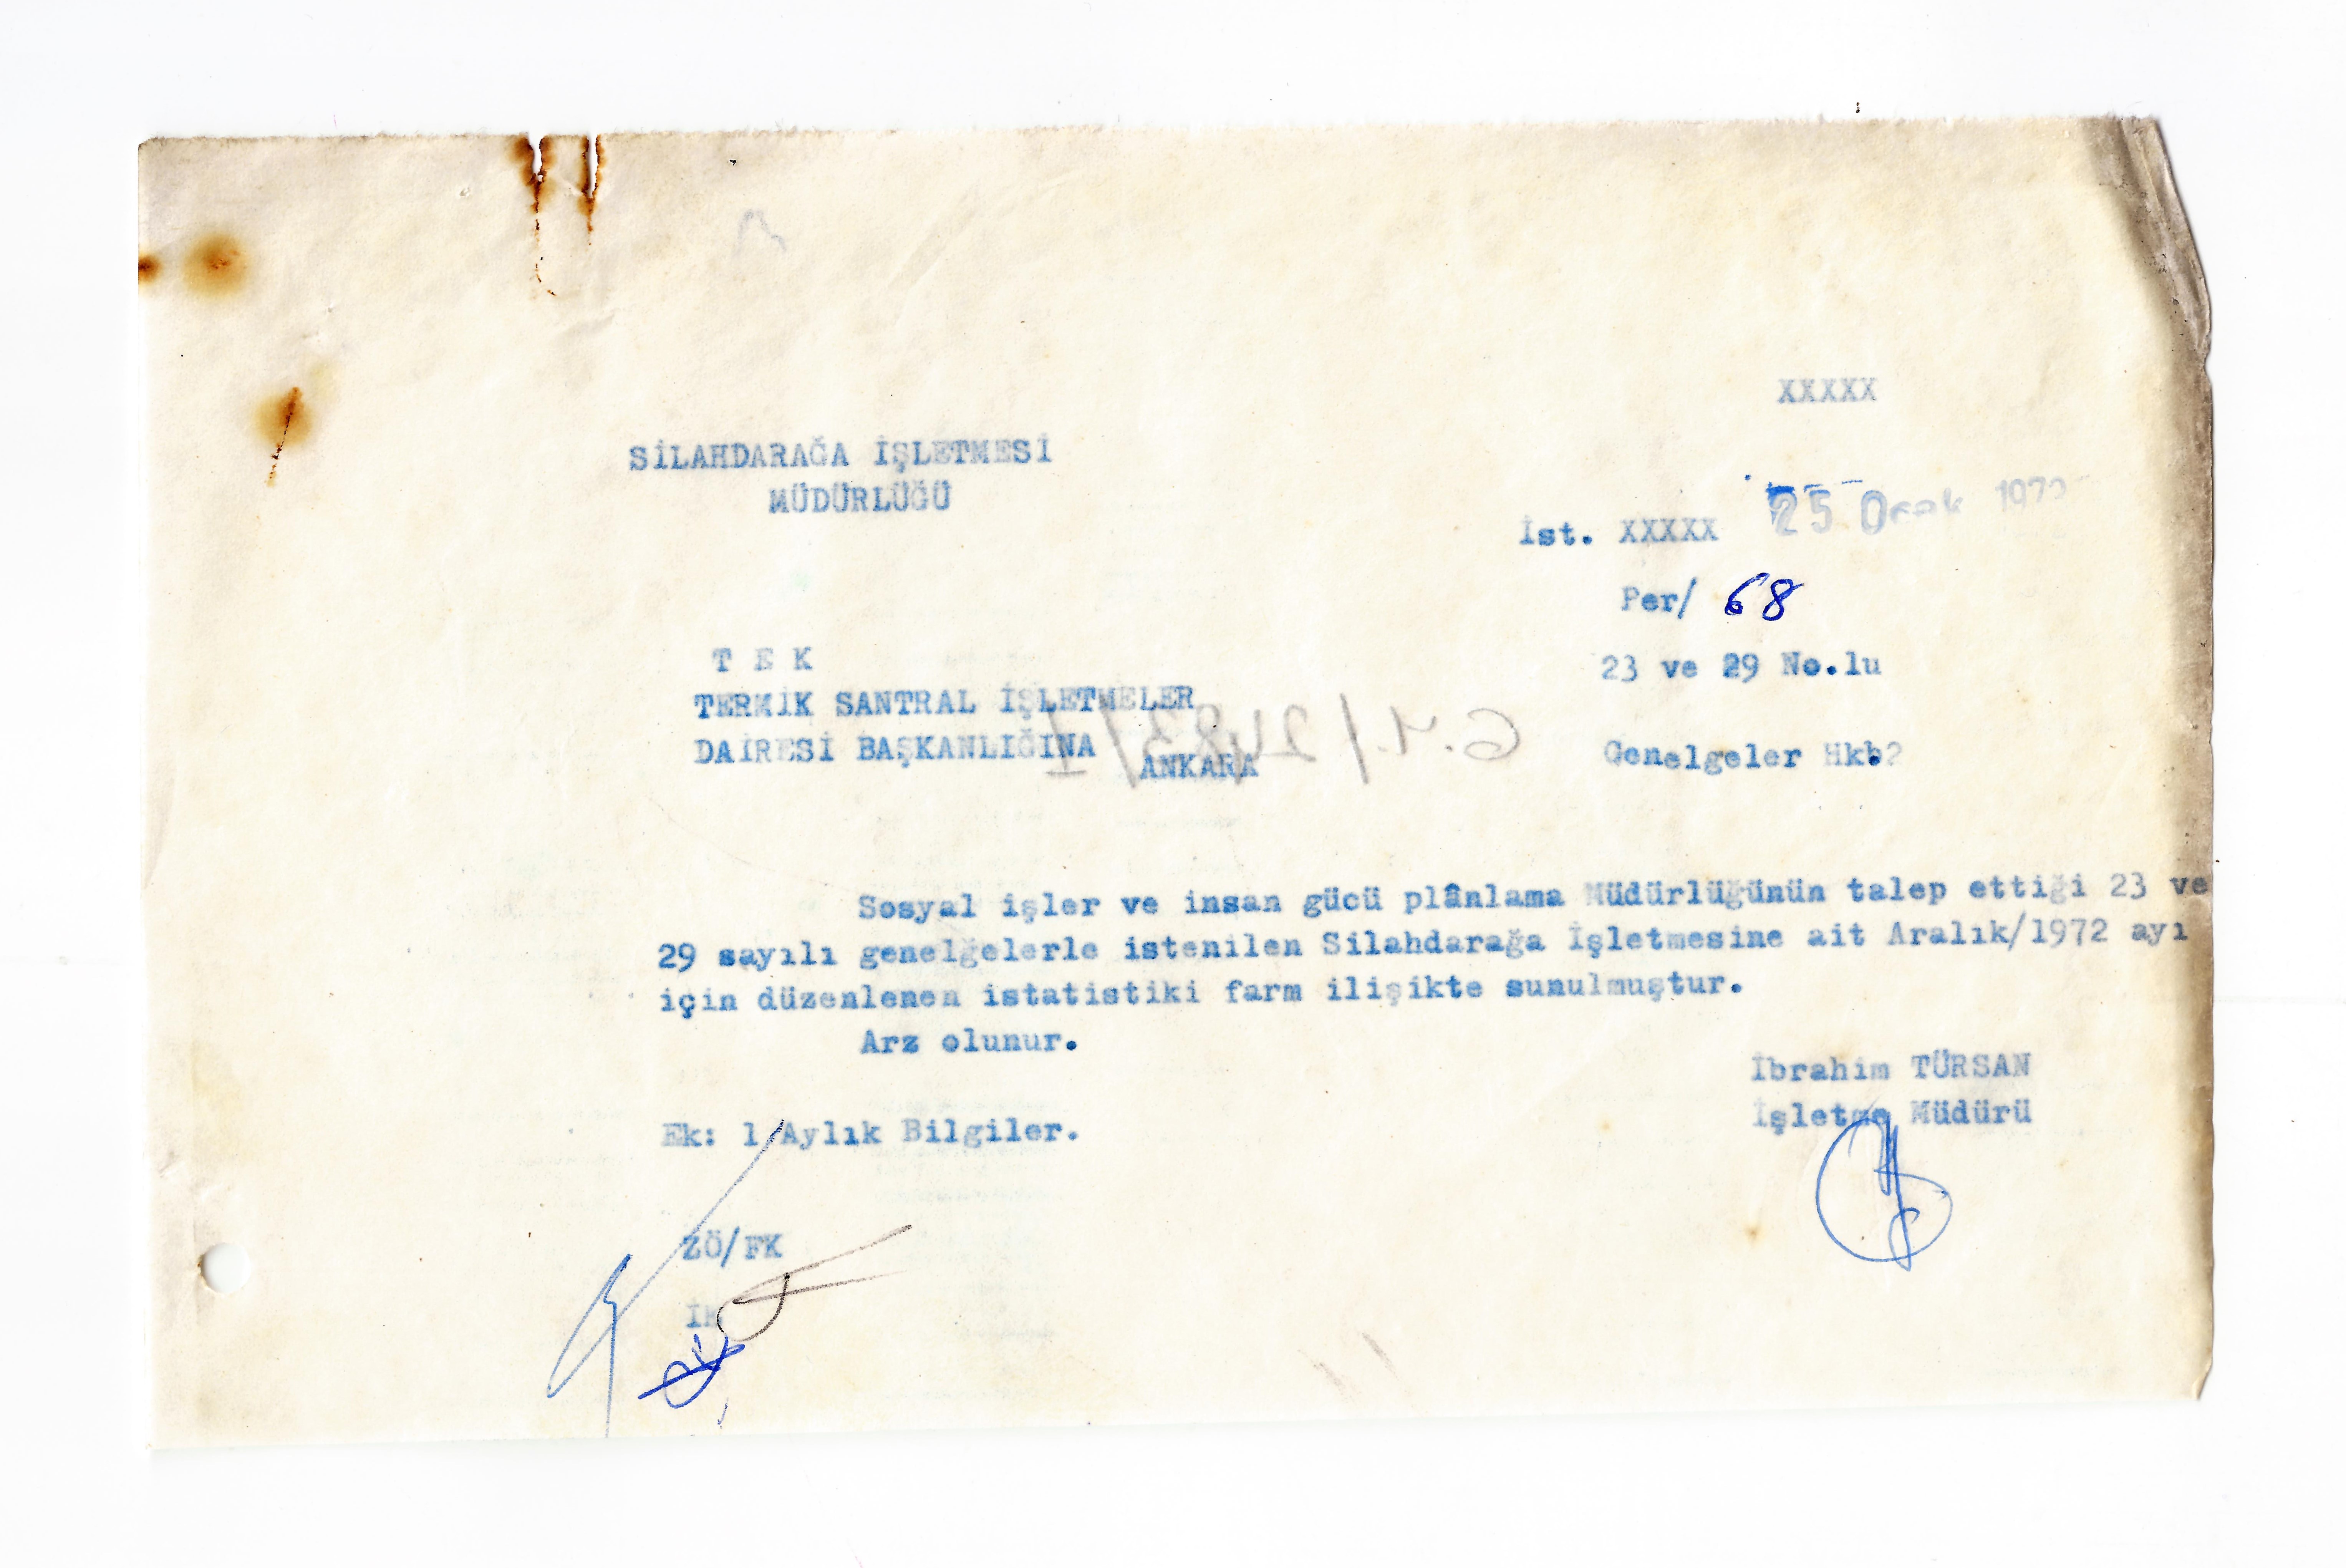 XXXXX
SİLAHDARAĞA İŞLETMESİ
MÜDÜRLÜĞÜ
İst. XXXXX 25 Ocak
Per/ 68
T E K
23 ve 29 No.lu
TERMİK SANTRAL İŞLETMELER
DAİRESİ BAŞKANLIĞINA
ANKARA
Genelgeler Hkb2
Sosyal işler ve insan gücü plânlama Müdürlüğünün talep ettiği 23 ve
29 sayılı genelğelerle istenilen Silahdarağa İşletmesine ait Aralık/1972 ayı
için düzenlenen istatistiki farm ilişikte sunulmuştur.
Arz olunur.
İbrahim TÜRSAN
İşletme Müdürü
Ek: 1 Aylık Bilgiler.
ZÖ/FK